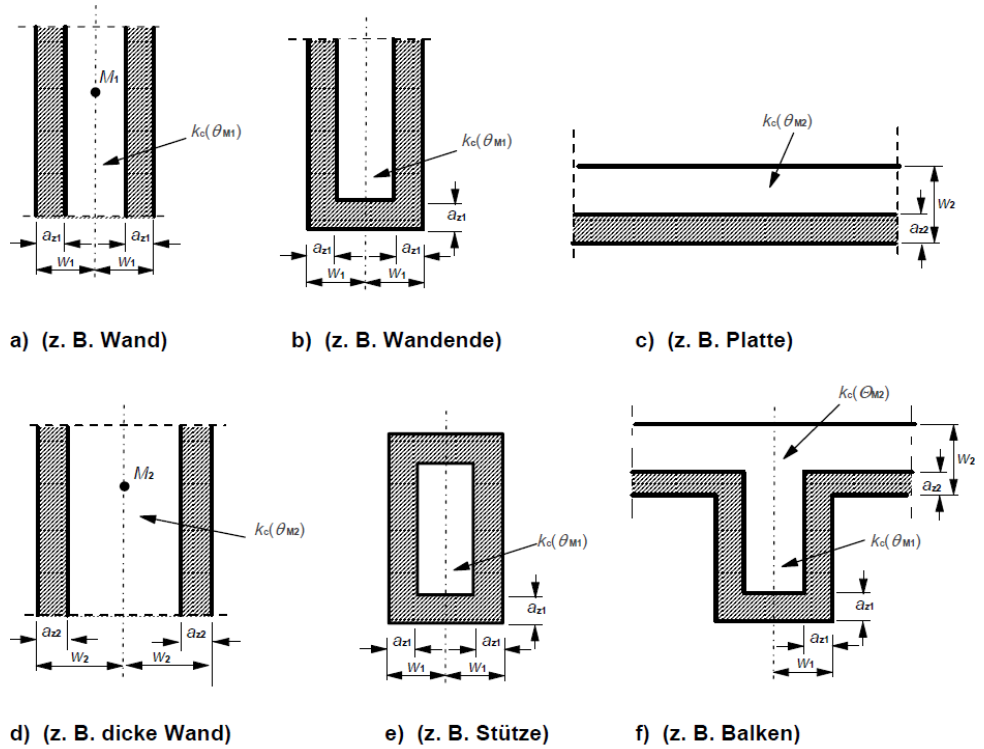 M1
kc(θM1)
az1 az1
w1 w1
a) (z. B. Wand)
kc(θM1)
az1
az1 az1
w1 w1
b) (z. B. Wandende)
kc(θM2)
w2
az2
c) (z. B. Platte)
M2
kc(θM2)
az2 az2
w2 w2
d) (z. B. dicke Wand)
kc(θM1)
az1
az1 az1
w1 w1
e) (z. B. Stütze)
kc(ΘM2)
w2
az2
kc(θM1)
az1
az1
w1
f) (z. B. Balken)